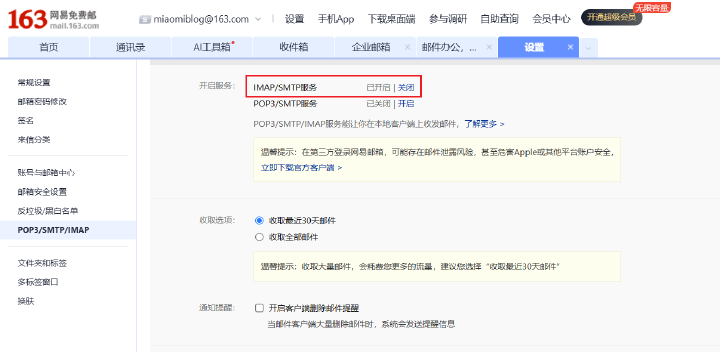 163 网易免费邮 mail.163.com
miaomiblog@163.com | 设置 手机App 下载桌面端 参与调研 自助查询 会员中心 开通超级会员 无限容量
首页 通讯录 AI工具箱 收件箱 企业邮箱 × 邮件办公, ... × 设置 ×
常规设置
邮箱密码修改
签名
来信分类
账号与邮箱中心
邮箱安全设置
反垃圾/黑白名单
POP3/SMTP/IMAP
文件夹和标签
多标签窗口
换肤
开启服务: IMAP/SMTP服务 已开启 | 关闭
POP3/SMTP服务 已关闭 | 开启
POP3/SMTP/IMAP服务能让你在本地客户端上收发邮件, 了解更多 >
温馨提示: 在第三方登录网易邮箱, 可能存在邮件泄露风险, 甚至危害Apple或其他平台账户安全,
立即下载官方客户端 >
收取选项: 收取最近30天邮件
收取全部邮件
温馨提示: 收取大量邮件, 会耗费您更多的流量, 建议您选择“收取最近30天邮件”
通知提醒: 开启客户端删除邮件提醒
当邮件客户端大量删除邮件时, 系统会发送提醒信息